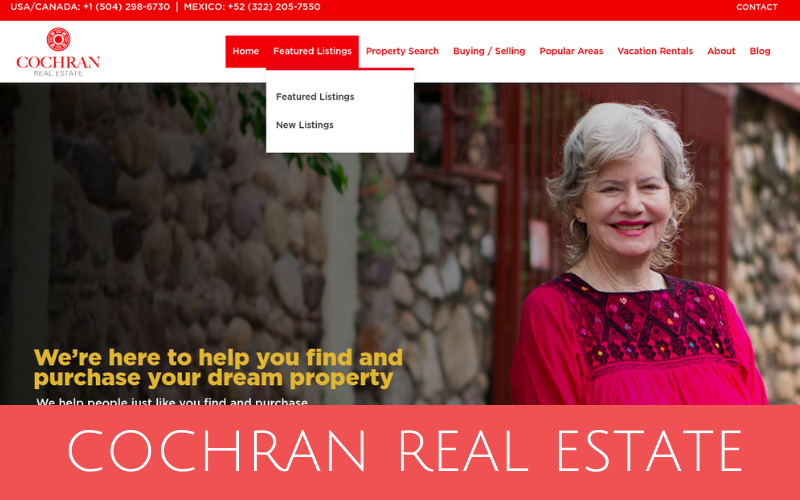 USA/CANADA: +1 (504) 298-6730 | MEXICO: +52 (322) 205-7550
CONTACT
COCHRAN
REAL ESTATE
Home Featured Listings Property Search Buying / Selling Popular Areas Vacation Rentals About Blog
Featured Listings
New Listings
We're here to help you find and
purchase your dream property
We help people just like you find and purchase
COCHRAN REAL ESTATE